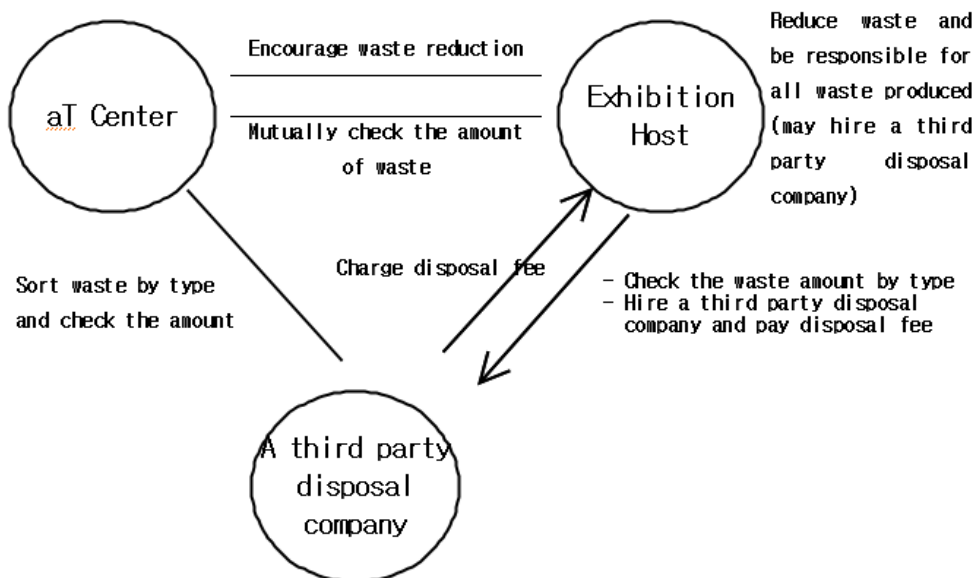 Encourage waste reduction
aT Center
Mutually check the amount
of waste
Exhibition
Host
Reduce waste and
be responsible for
all waste produced
(may hire a third
party disposal
company)
Sort waste by type
and check the amount
Charge disposal fee
- Check the waste amount by type
- Hire a third party disposal
company and pay disposal fee
A third party
disposal
company